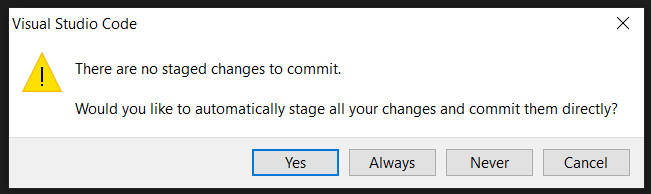 Visual Studio Code
There are no staged changes to commit.
Would you like to automatically stage all your changes and commit them directly?
Yes
Always
Never
Cancel